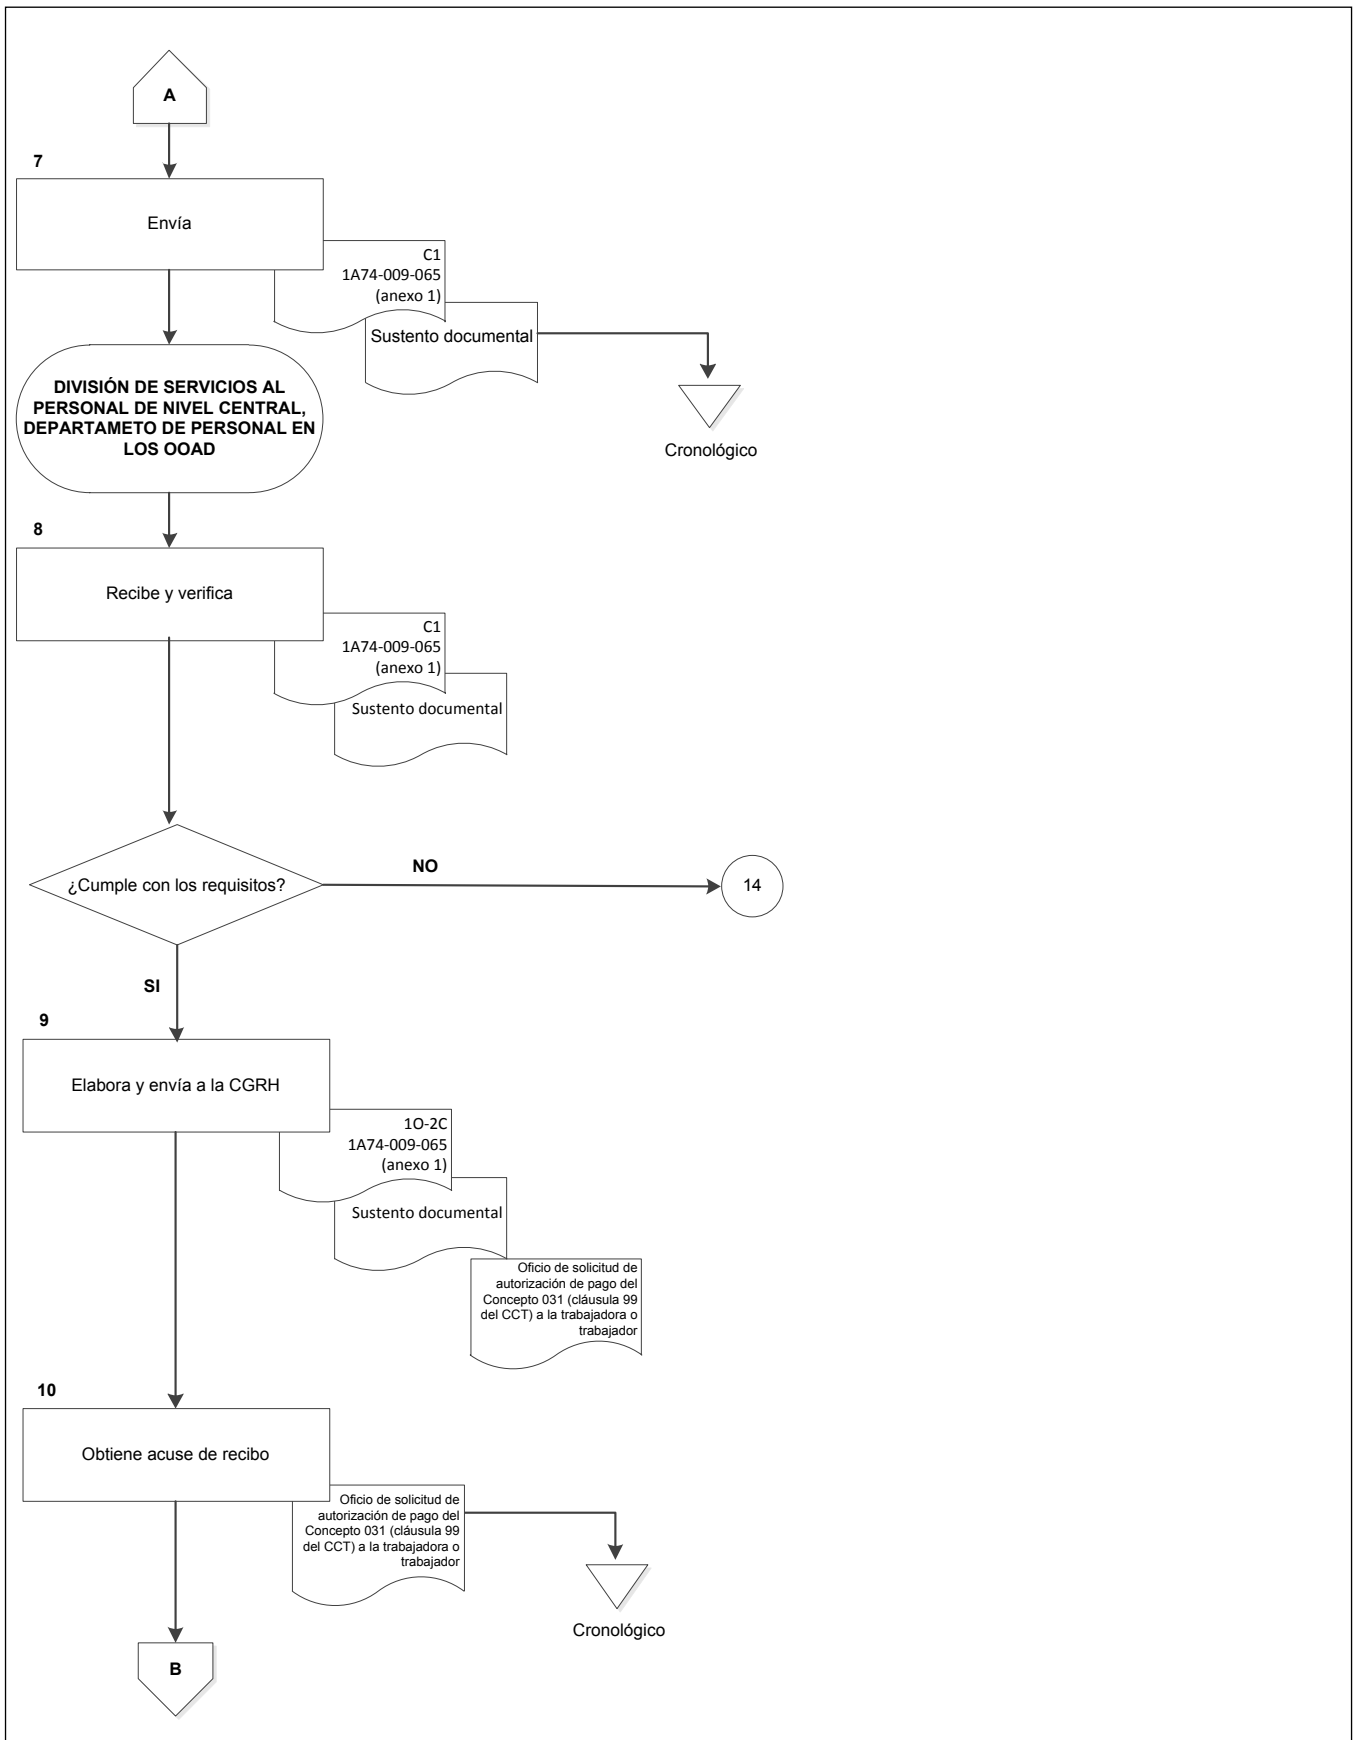 A
7
Envía
C1
1A74-009-065
(anexo 1)
Sustento documental
Cronológico
DIVISIÓN DE SERVICIOS AL
PERSONAL DE NIVEL CENTRAL,
DEPARTAMETO DE PERSONAL EN
LOS OOAD
8
Recibe y verifica
C1
1A74-009-065
(anexo 1)
Sustento documental
¿Cumple con los requisitos?
NO
14
SI
9
Elabora y envía a la CGRH
1O-2C
1A74-009-065
(anexo 1)
Sustento documental
Oficio de solicitud de
autorización de pago del
Concepto 031 (cláusula 99
del CCT) a la trabajadora o
trabajador
10
Obtiene acuse de recibo
Oficio de solicitud de
autorización de pago del
Concepto 031 (cláusula 99
del CCT) a la trabajadora o
trabajador
Cronológico
B